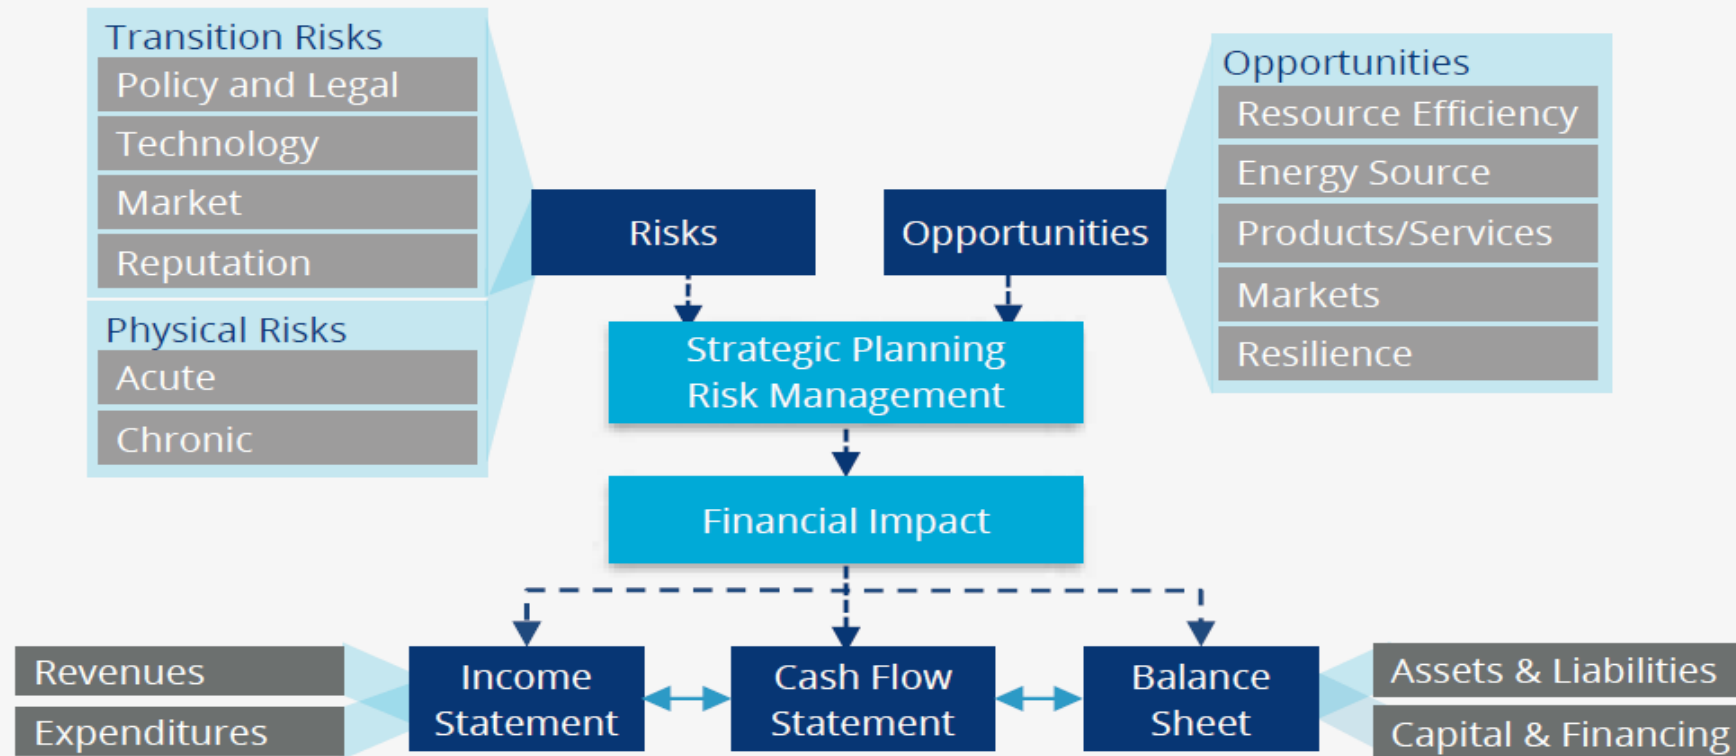 Transition Risks
Policy and Legal
Technology
Market
Reputation
Physical Risks
Acute
Chronic
Risks
Opportunities
Opportunities
Resource Efficiency
Energy Source
Products/Services
Markets
Resilience
Strategic Planning
Risk Management
Financial Impact
Revenues
Expenditures
Income
Statement
Cash Flow
Statement
Balance
Sheet
Assets & Liabilities
Capital & Financing